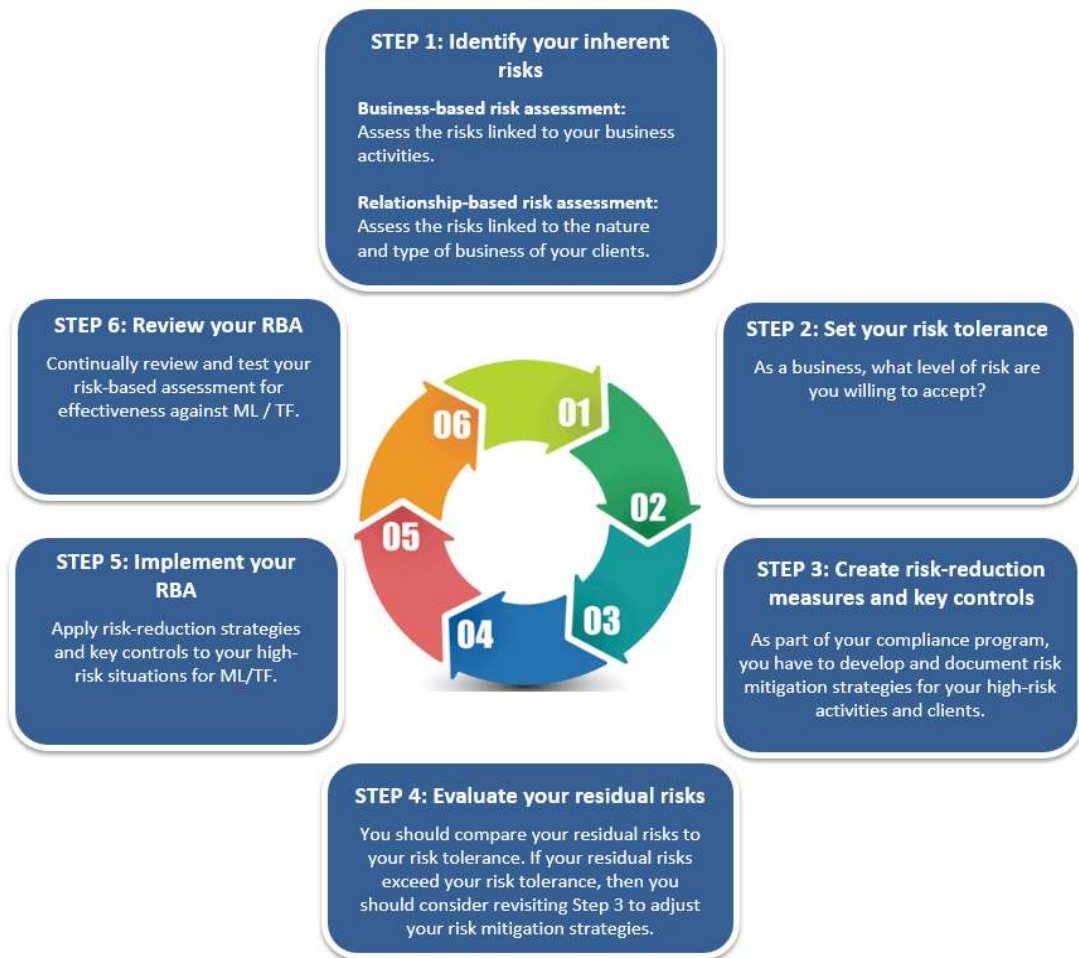 STEP 1: Identify your inherent
risks
Business-based risk assessment:
Assess the risks linked to your business
activities.
Relationship-based risk assessment:
Assess the risks linked to the nature
and type of business of your clients.
STEP 2: Set your risk tolerance
As a business, what level of risk are
you willing to accept?
STEP 3: Create risk-reduction
measures and key controls
As part of your compliance program,
you have to develop and document risk
mitigation strategies for your high-risk
activities and clients.
STEP 4: Evaluate your residual risks
You should compare your residual risks to
your risk tolerance. If your residual risks
exceed your risk tolerance, then you
should consider revisiting Step 3 to adjust
your risk mitigation strategies.
STEP 5: Implement your
RBA
Apply risk-reduction strategies
and key controls to your high-
risk situations for ML/TF.
STEP 6: Review your RBA
Continually review and test your
risk-based assessment for
effectiveness against ML / TF.
01
02
03
04
05
06